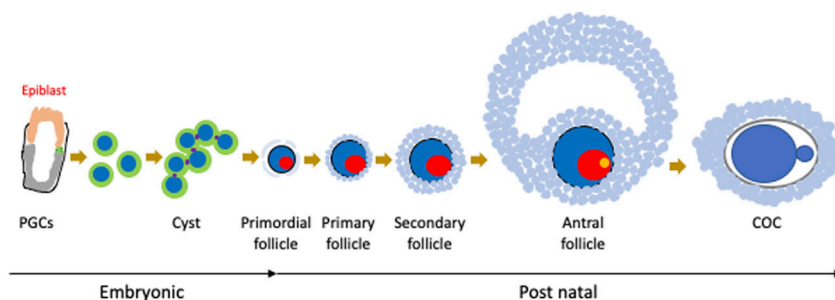 Epiblast
PGCs
Cyst
Primordial
follicle
Primary
follicle
Secondary
follicle
Antral
follicle
COC
Embryonic
Post natal